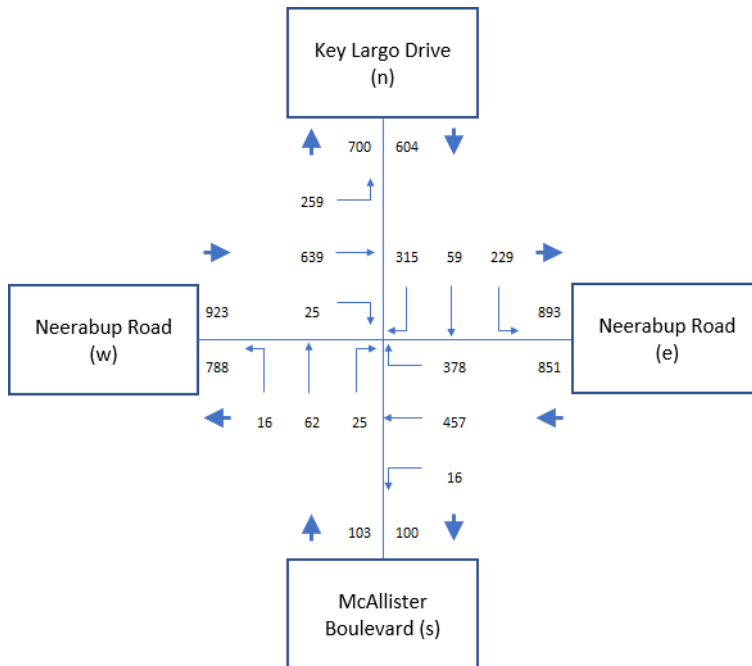 Key Largo Drive
(n)
700 604
259
639 315 59 229
Neerabup Road
(w)
923 25 893
Neerabup Road
(e)
788 378 851
16 62 25 457
16
103 100
McAllister
Boulevard (s)